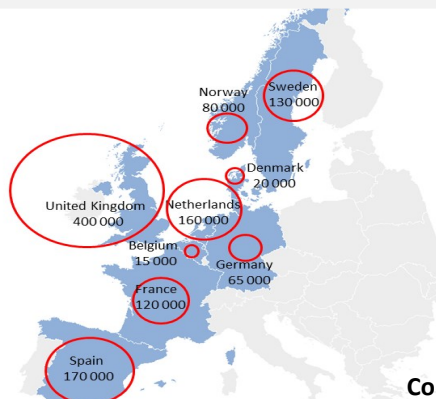 Norway
80 000
Sweden
130 000
Denmark
20 000
United Kingdom
400 000
Netherlands
160 000
Belgium
15 000
Germany
65 000
France
120 000
Spain
170 000
Co